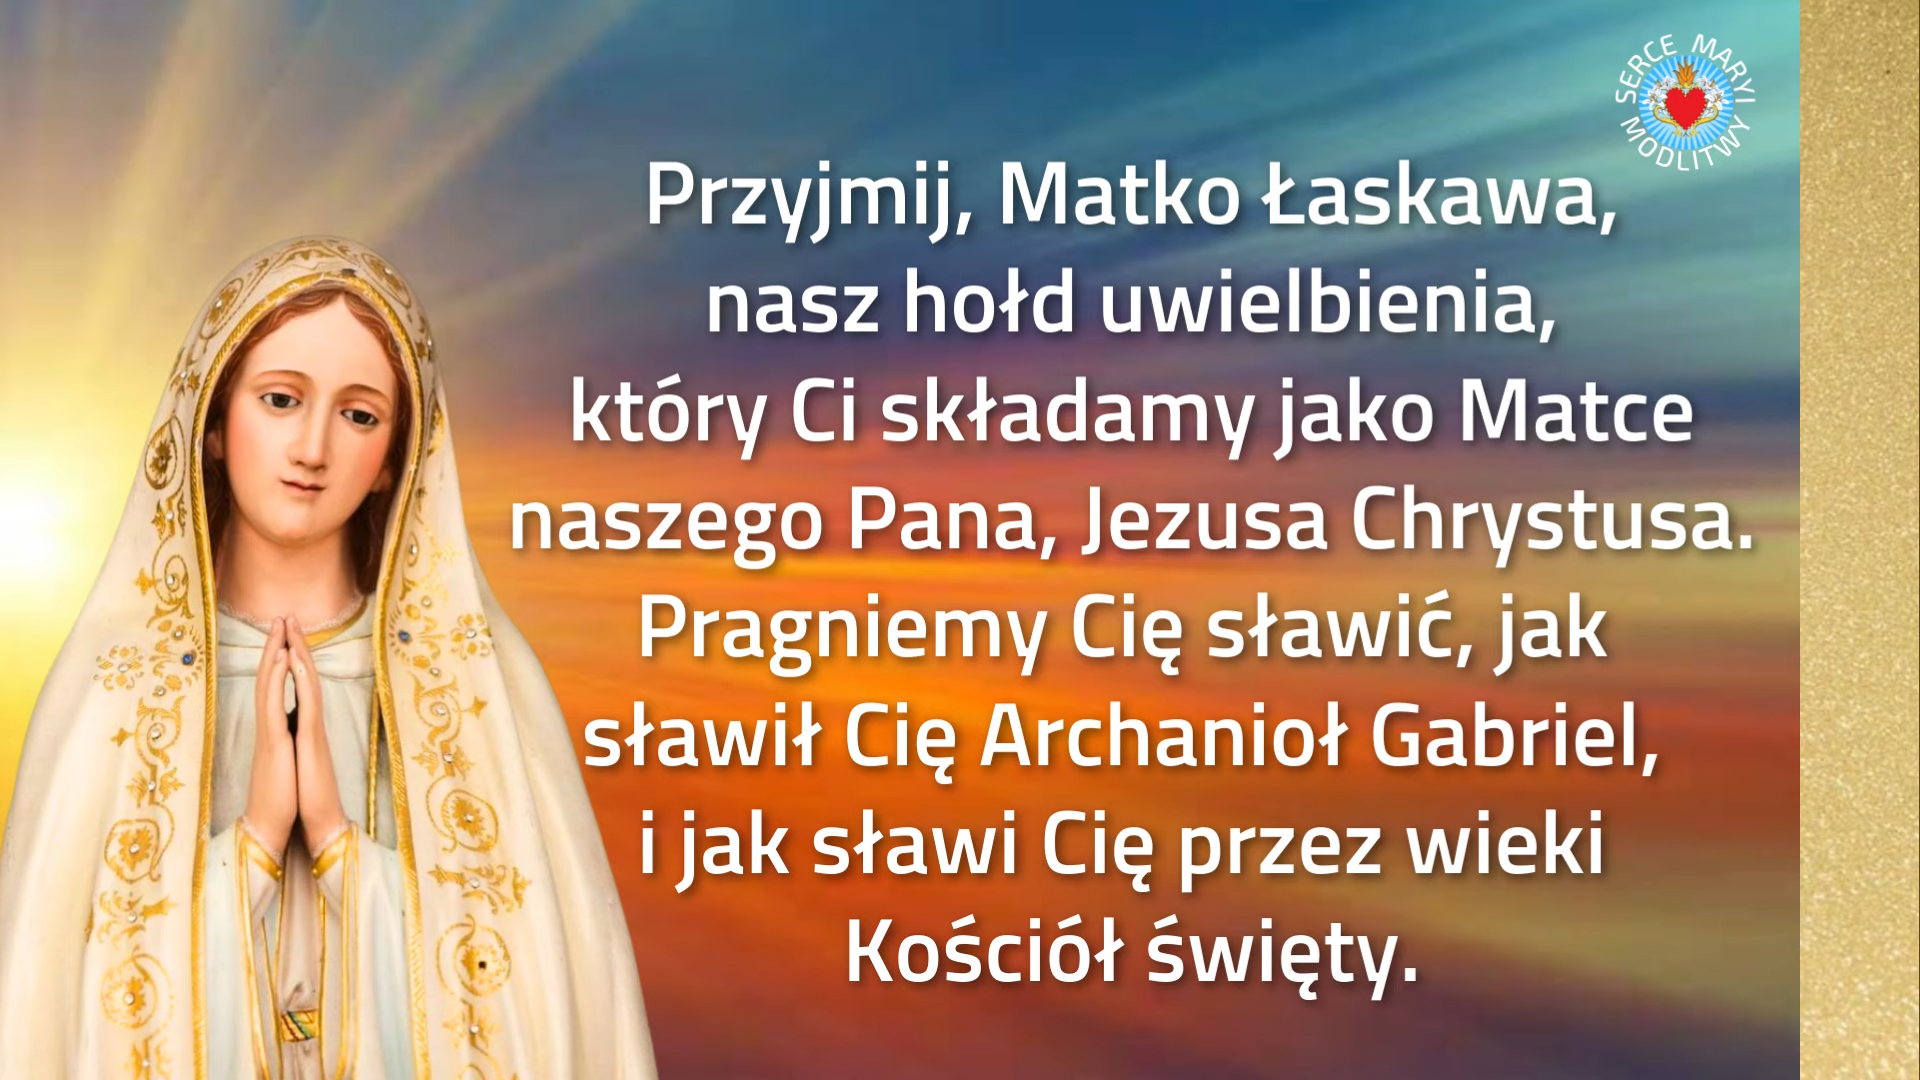 SERCE MARYI
MODLITWY
Przyjmij, Matko Łaskawa,
nasz hołd uwielbienia,
który Ci składamy jako Matce
naszego Pana, Jezusa Chrystusa.
Pragniemy Cię sławić, jak
sławił Cię Archanioł Gabriel,
i jak sławi Cię przez wieki
Kościół święty.